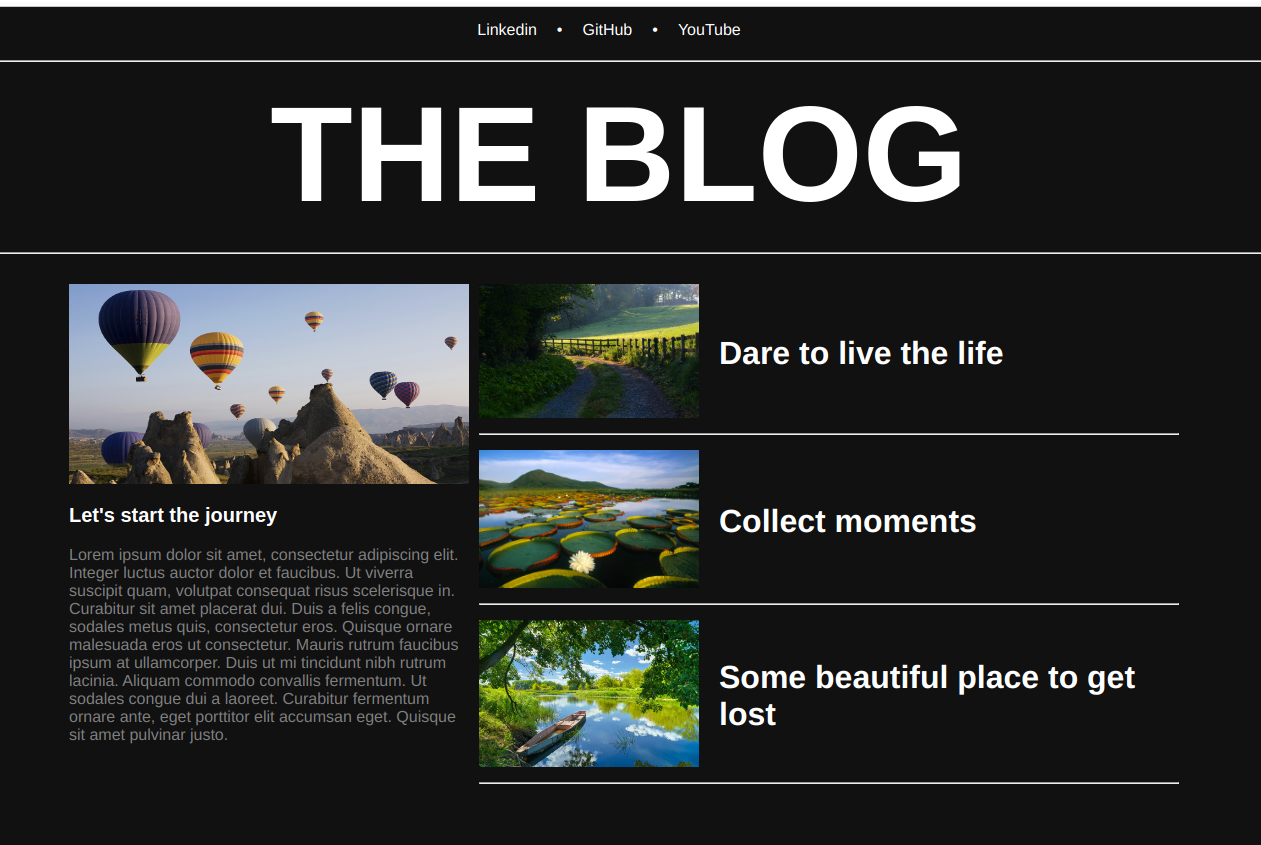 Linkedin • GitHub • YouTube
THE BLOG
Let's start the journey
Lorem ipsum dolor sit amet, consectetur adipiscing elit.
Integer luctus auctor dolor et faucibus. Ut viverra
suscipit quam, volutpat consequat risus scelerisque in.
Curabitur sit amet placerat dui. Duis a felis congue,
sodales metus quis, consectetur eros. Quisque ornare
malesuada eros ut consectetur. Mauris rutrum faucibus
ipsum at ullamcorper. Duis ut mi tincidunt nibh rutrum
lacinia. Aliquam commodo convallis fermentum. Ut
sodales congue dui a laoreet. Curabitur fermentum
ornare ante, eget porttitor elit accumsan eget. Quisque
sit amet pulvinar justo.
Dare to live the life
Collect moments
Some beautiful place to get
lost